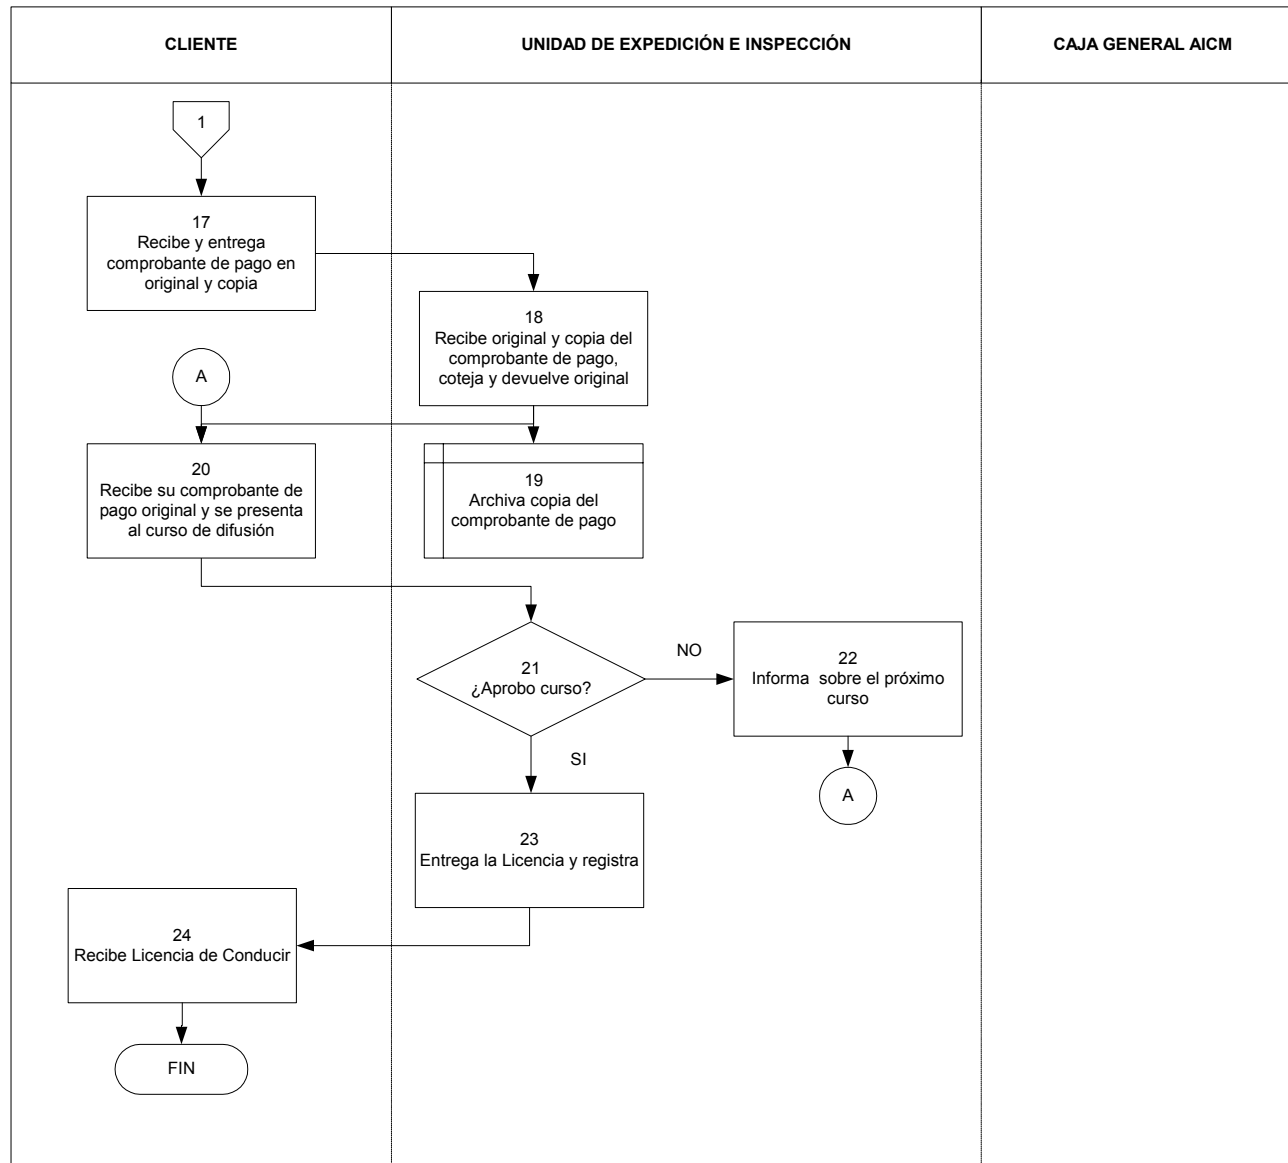 CLIENTE
UNIDAD DE EXPEDICIÓN E INSPECCIÓN
CAJA GENERAL AICM
1
17
Recibe y entrega
comprobante de pago en
original y copia
18
Recibe original y copia del
comprobante de pago,
coteja y devuelve original
A
20
Recibe su comprobante de
pago original y se presenta
al curso de difusión
19
Archiva copia del
comprobante de pago
21
¿Aprobo curso?
NO
22
Informa sobre el próximo
curso
SI
A
23
Entrega la Licencia y registra
24
Recibe Licencia de Conducir
FIN